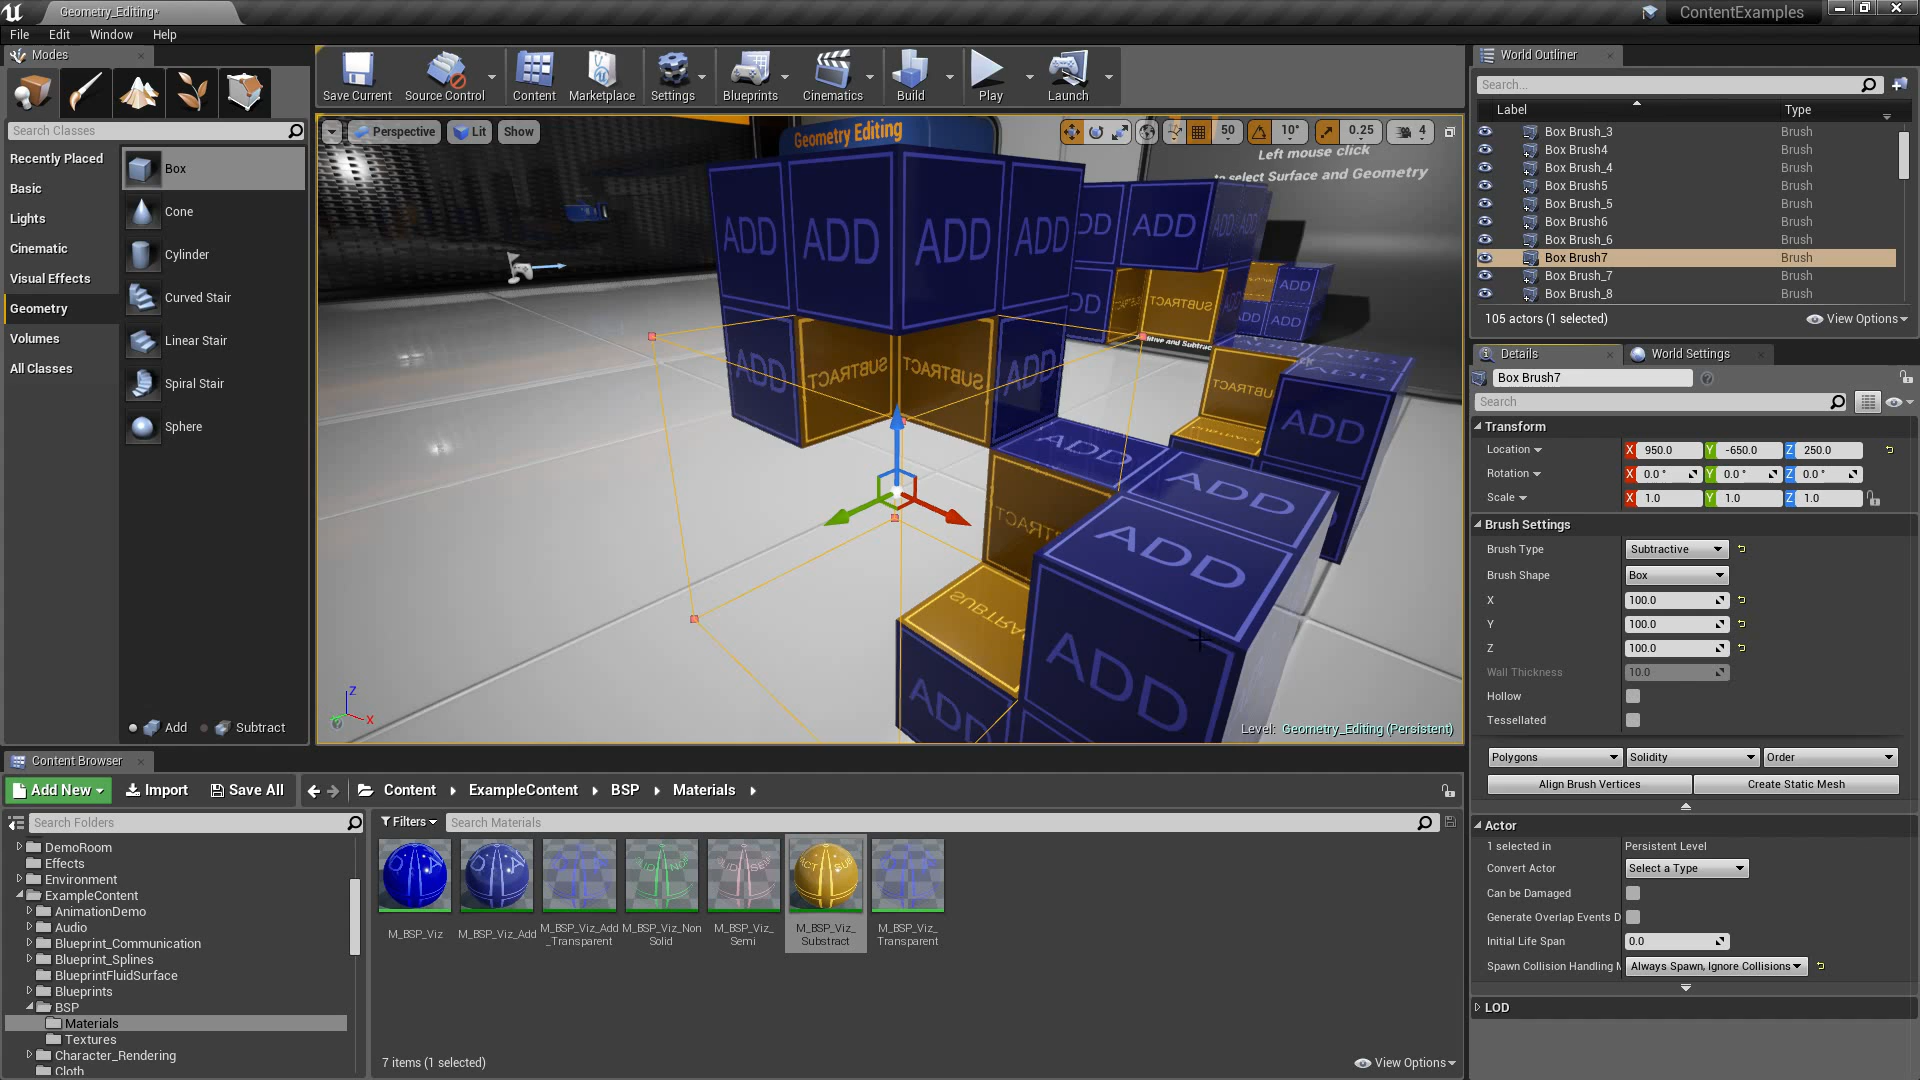 Geometry_Editing*
ContentExamples
File Edit Window Help
Modes
Search Classes
Recently Placed
Basic
Lights
Cinematic
Visual Effects
Geometry
Volumes
All Classes
Box
Cone
Cylinder
Curved Stair
Linear Stair
Spiral Stair
Sphere
Add Subtract
Save Current Source Control Content Marketplace Settings Blueprints Cinematics Build Play Launch
Perspective Lit Show
50 10° 0.25 4
Geometry Editing
Left mouse click
to select Surface and Geometry
ADD ADD ADD ADD
ADD
ADD
SUBTRACT
ADD
ADD ADD
ADD SUBTRACT SUBTRACT ADD
SUBTRACT
ADD
ADD
ADD
ADD
SUBTRACT
ADD
ADD
ADD
Z
X
Level: Geometry_Editing (Persistent)
World Outliner
Search...
Label Type
Box Brush_3 Brush
Box Brush4 Brush
Box Brush_4 Brush
Box Brush5 Brush
Box Brush_5 Brush
Box Brush6 Brush
Box Brush_6 Brush
Box Brush7 Brush
Box Brush_7 Brush
Box Brush_8 Brush
105 actors (1 selected)
View Options
Details World Settings
Box Brush7
Search
Transform
Location X 950.0 Y -650.0 Z 250.0
Rotation X 0.0 ° Y 0.0 ° Z 0.0 °
Scale X 1.0 Y 1.0 Z 1.0
Brush Settings
Brush Type Subtractive
Brush Shape Box
X 100.0
Y 100.0
Z 100.0
Wall Thickness 10.0
Hollow
Tessellated
Polygons Solidity Order
Align Brush Vertices Create Static Mesh
Actor
1 selected in Persistent Level
Convert Actor Select a Type
Can be Damaged
Generate Overlap Events D
Initial Life Span 0.0
Spawn Collision Handling M Always Spawn, Ignore Collisions
LOD
Content Browser
Add New Import Save All Content ExampleContent BSP Materials
Search Folders
DemoRoom
Effects
Environment
ExampleContent
AnimationDemo
Audio
Blueprint_Communication
Blueprint_Splines
BlueprintFluidSurface
Blueprints
BSP
Materials
Textures
Character_Rendering
Cloth
Filters Search Materials
M_BSP_Viz
M_BSP_Viz_Add
M_BSP_Viz_Add
_Transparent
M_BSP_Viz_Non
Solid
M_BSP_Viz_
Semi
M_BSP_Viz_
Substract
M_BSP_Viz_
Transparent
7 items (1 selected)
View Options